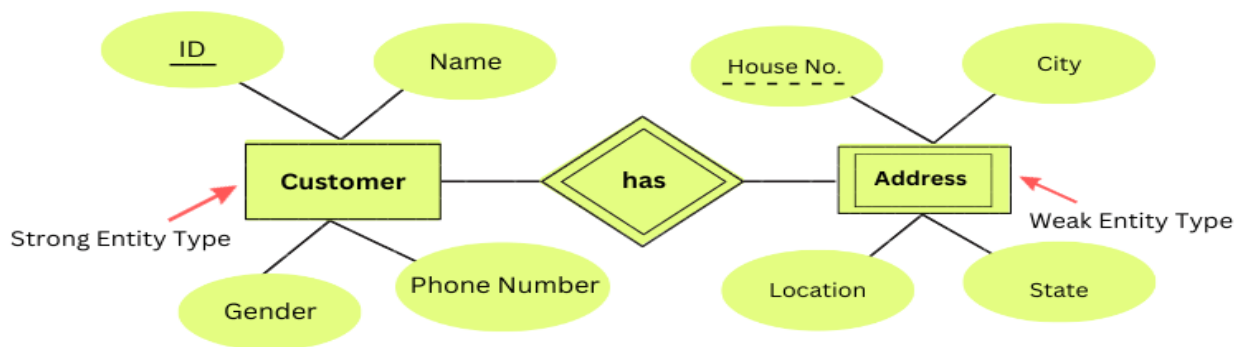 ID
Name
House No.
City
Customer
has
Address
Strong Entity Type
Weak Entity Type
Gender
Phone Number
Location
State